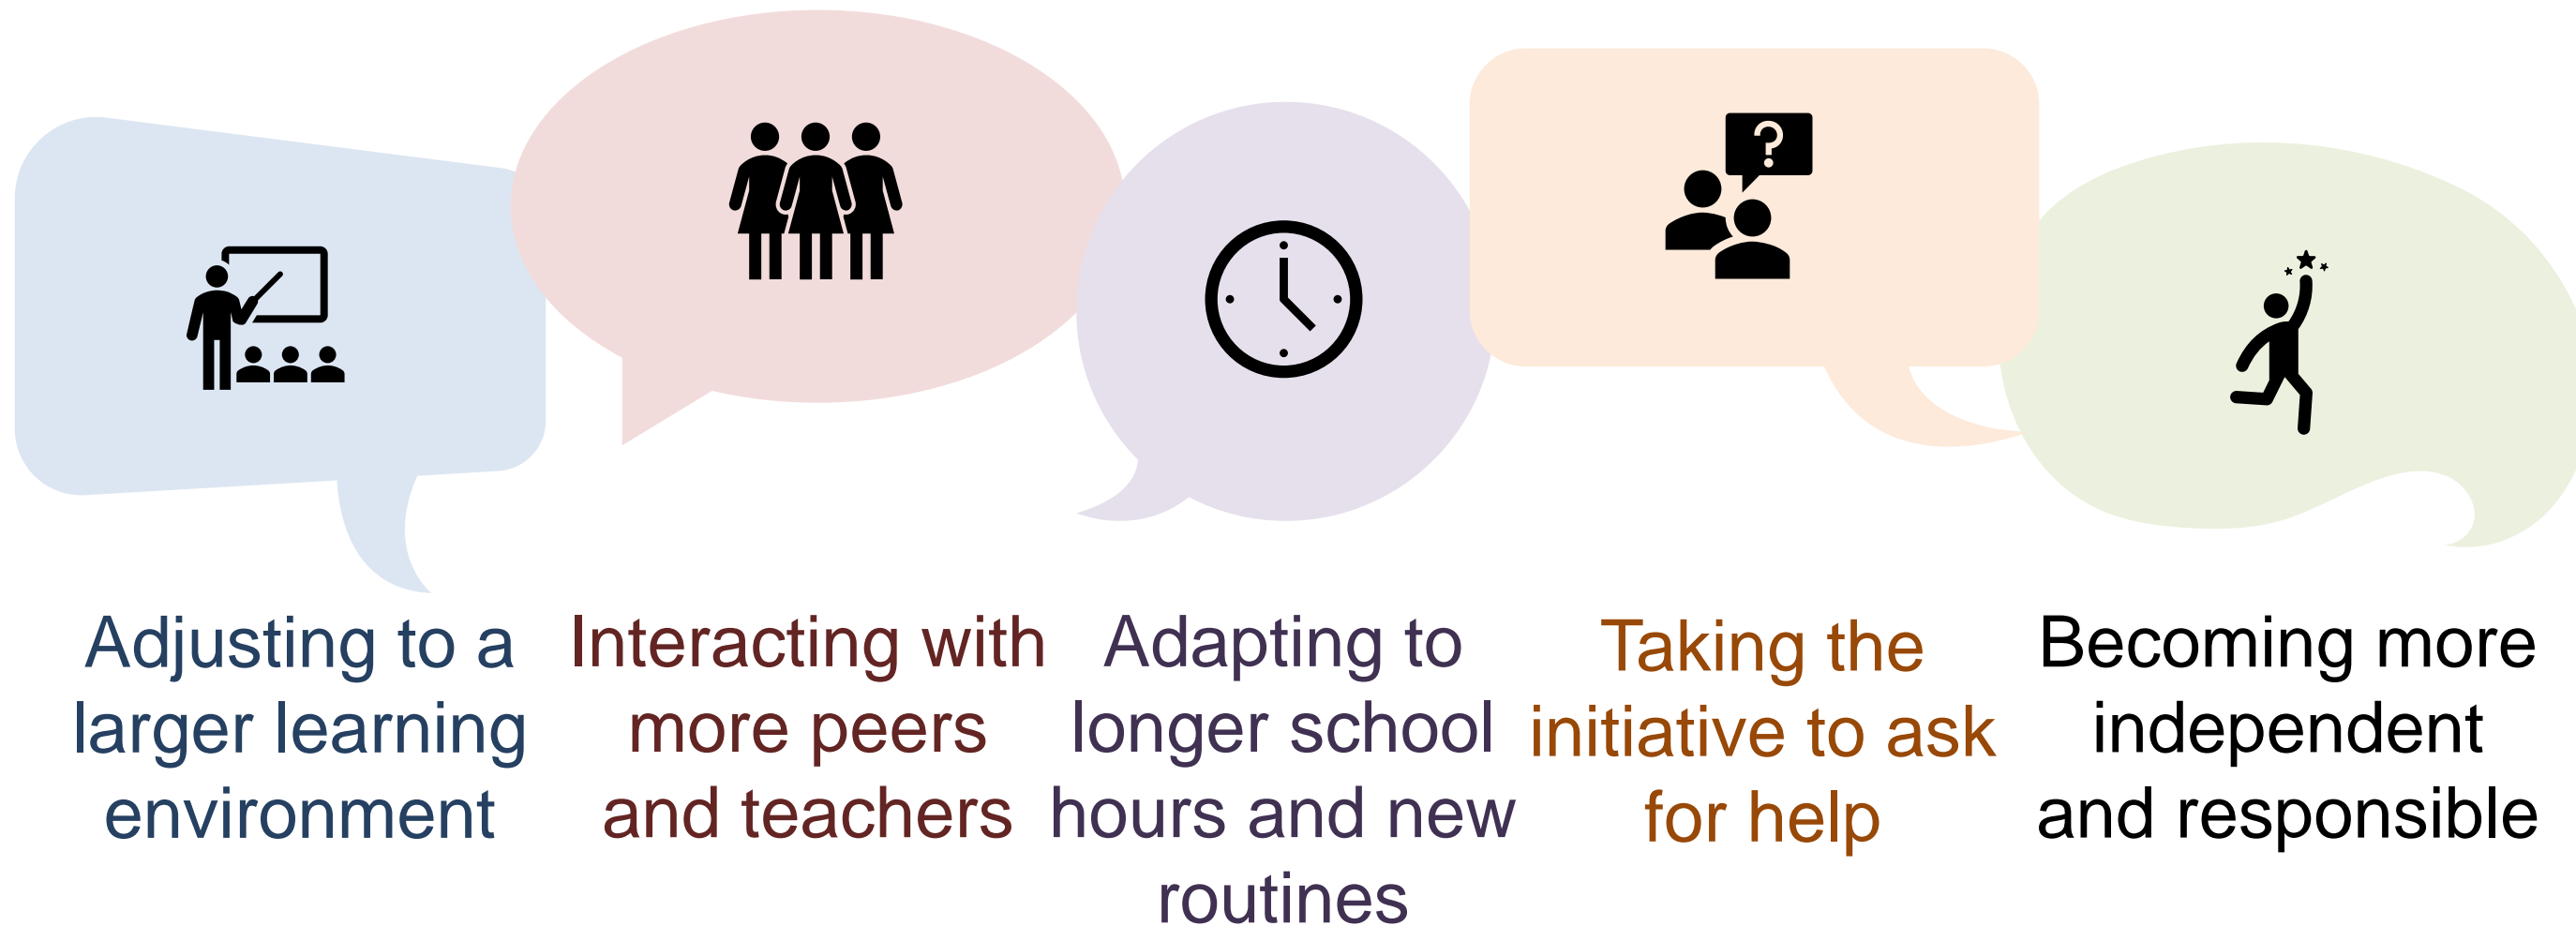 Adjusting to a
larger learning
environment
Interacting with
more peers
and teachers
Adapting to
longer school
hours and new
routines
Taking the
initiative to ask
for help
Becoming more
independent
and responsible
?